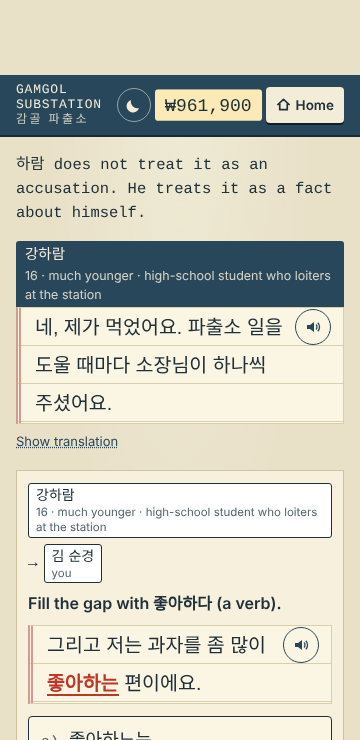 GAMGOL
SUBSTATION
감골 파출소
₩961,900
Home
하람 does not treat it as an
accusation. He treats it as a fact
about himself.
강하람
16 · much younger · high-school student who loiters
at the station
네, 제가 먹었어요. 파출소 일을
도울 때마다 소장님이 하나씩
주셨어요.
Show translation
강하람
16 · much younger · high-school student who loiters
at the station
→
김 순경
you
Fill the gap with 좋아하다 (a verb).
그리고 저는 과자를 좀 많이
좋아하는 편이에요.